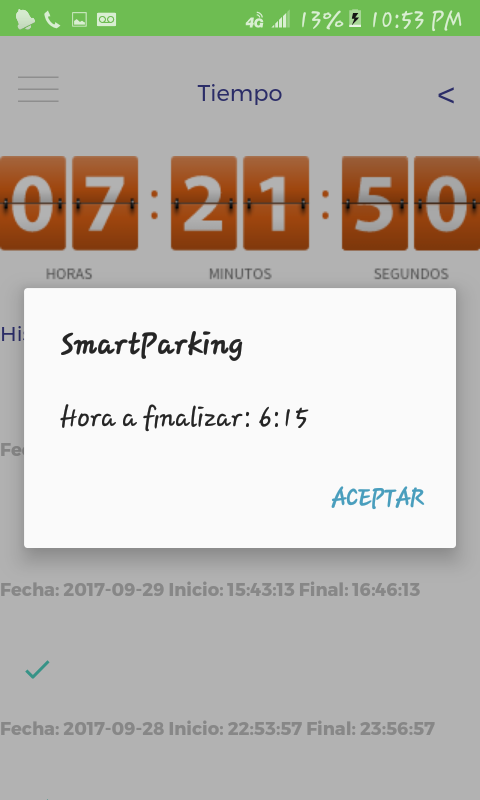 4G 13% 10:53 PM
Tiempo <
07 : 21 : 50
HORAS MINUTOS SEGUNDOS
SmartParking
Hora a finalizar: 6:15
ACEPTAR
Fecha: 2017-09-29 Inicio: 15:43:13 Final: 16:46:13
Fecha: 2017-09-28 Inicio: 22:53:57 Final: 23:56:57